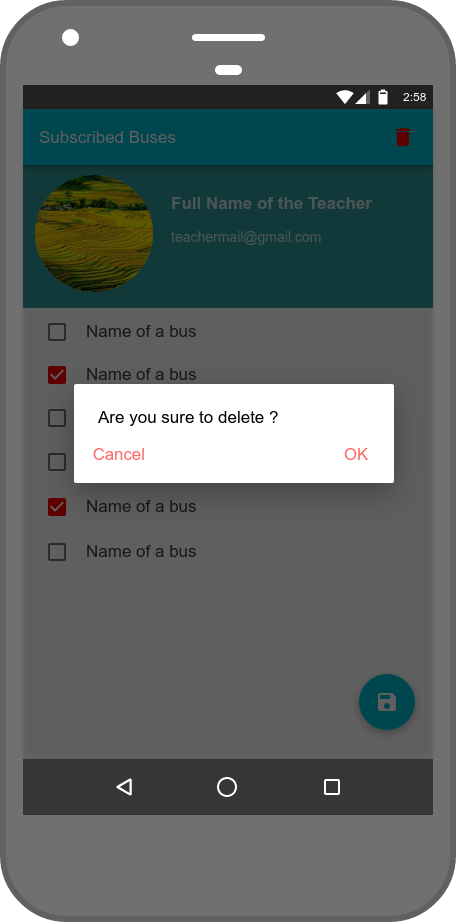 2:58
Subscribed Buses
Full Name of the Teacher
teachermail@gmail.com
Name of a bus
Name of a bus
Are you sure to delete ?
Cancel OK
Name of a bus
Name of a bus